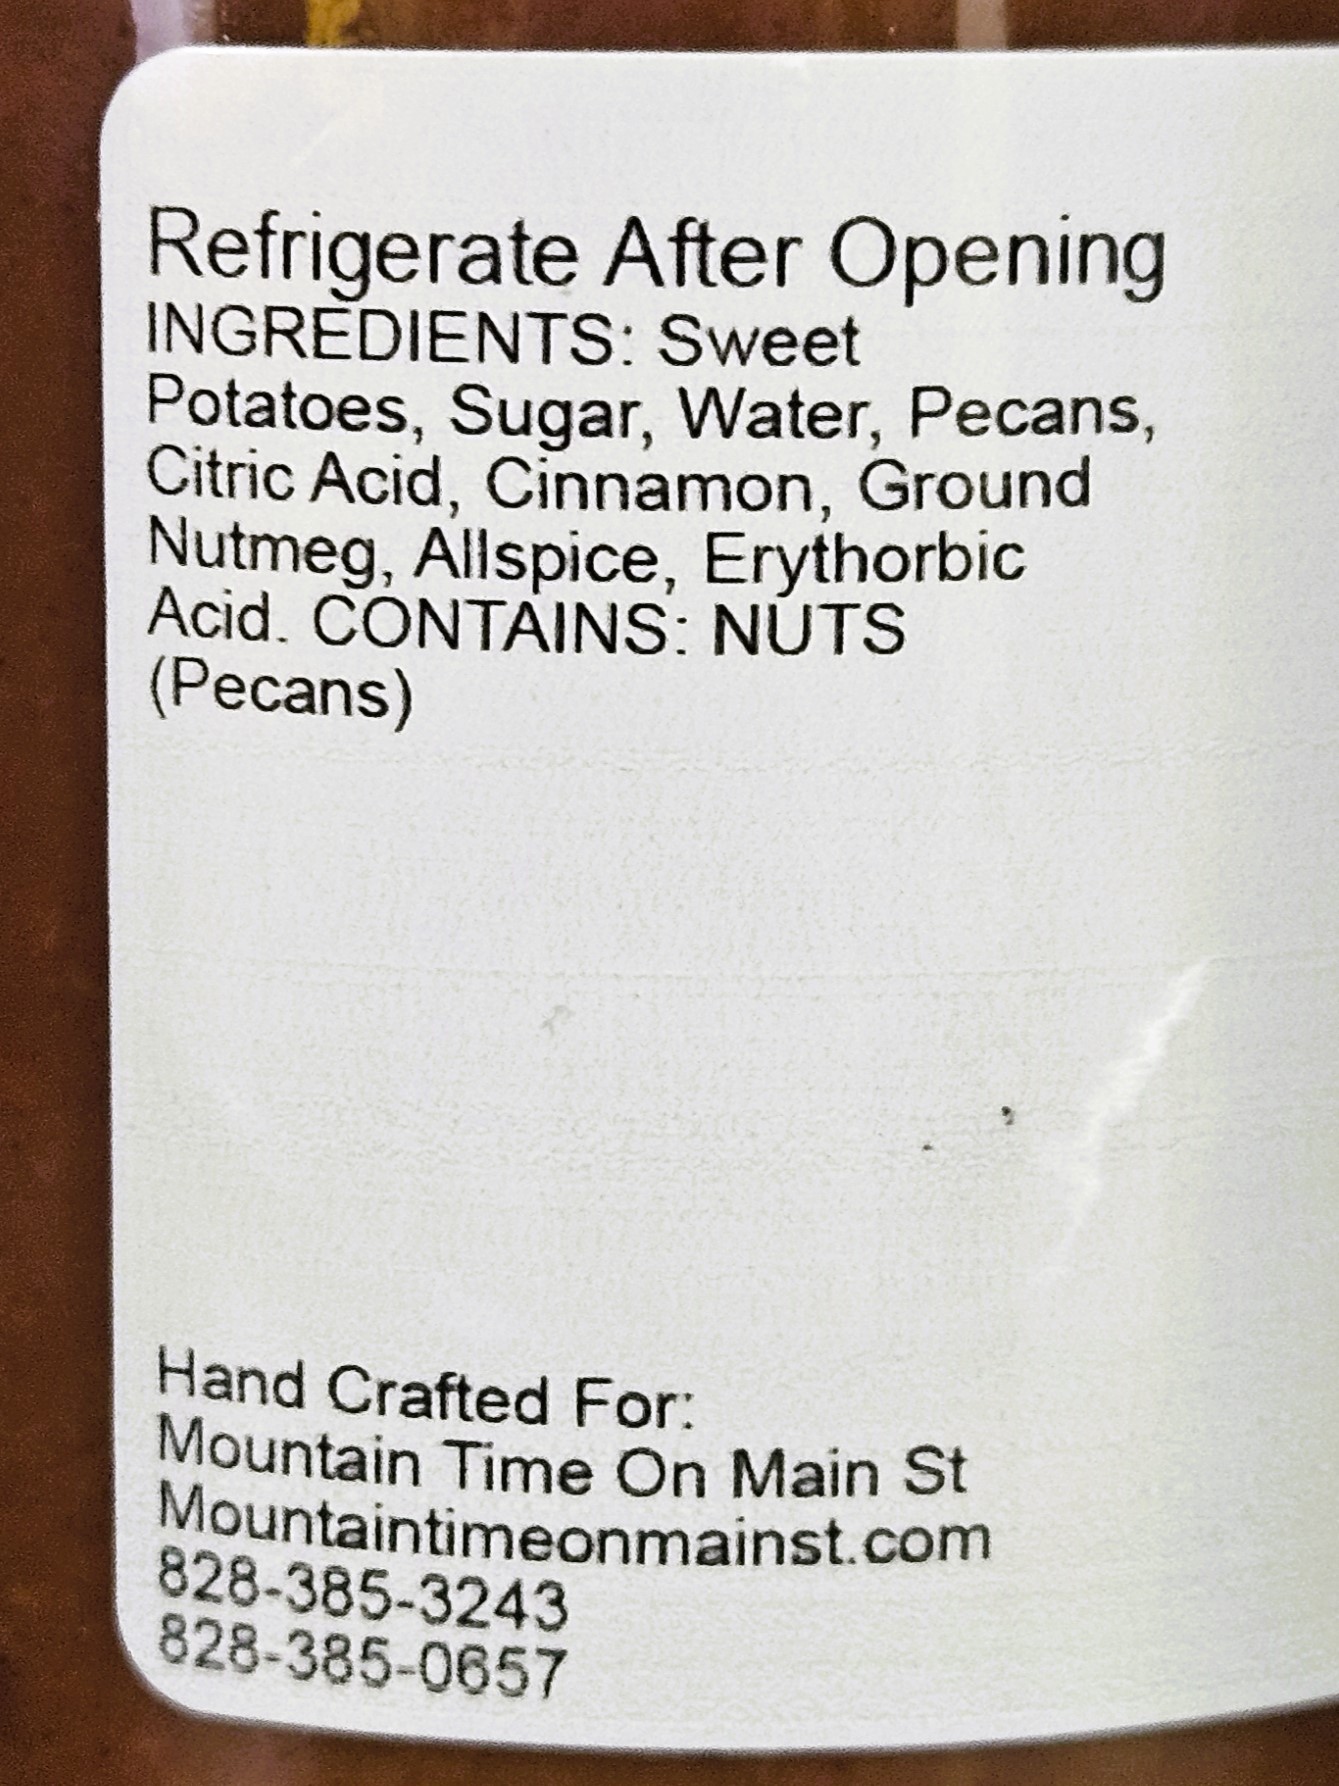 Refrigerate After Opening
INGREDIENTS: Sweet
Potatoes, Sugar, Water, Pecans,
Citric Acid, Cinnamon, Ground
Nutmeg, Allspice, Erythorbic
Acid. CONTAINS: NUTS
(Pecans)
Hand Crafted For:
Mountain Time On Main St
Mountaintimeonmainst.com
828-385-3243
828-385-0657